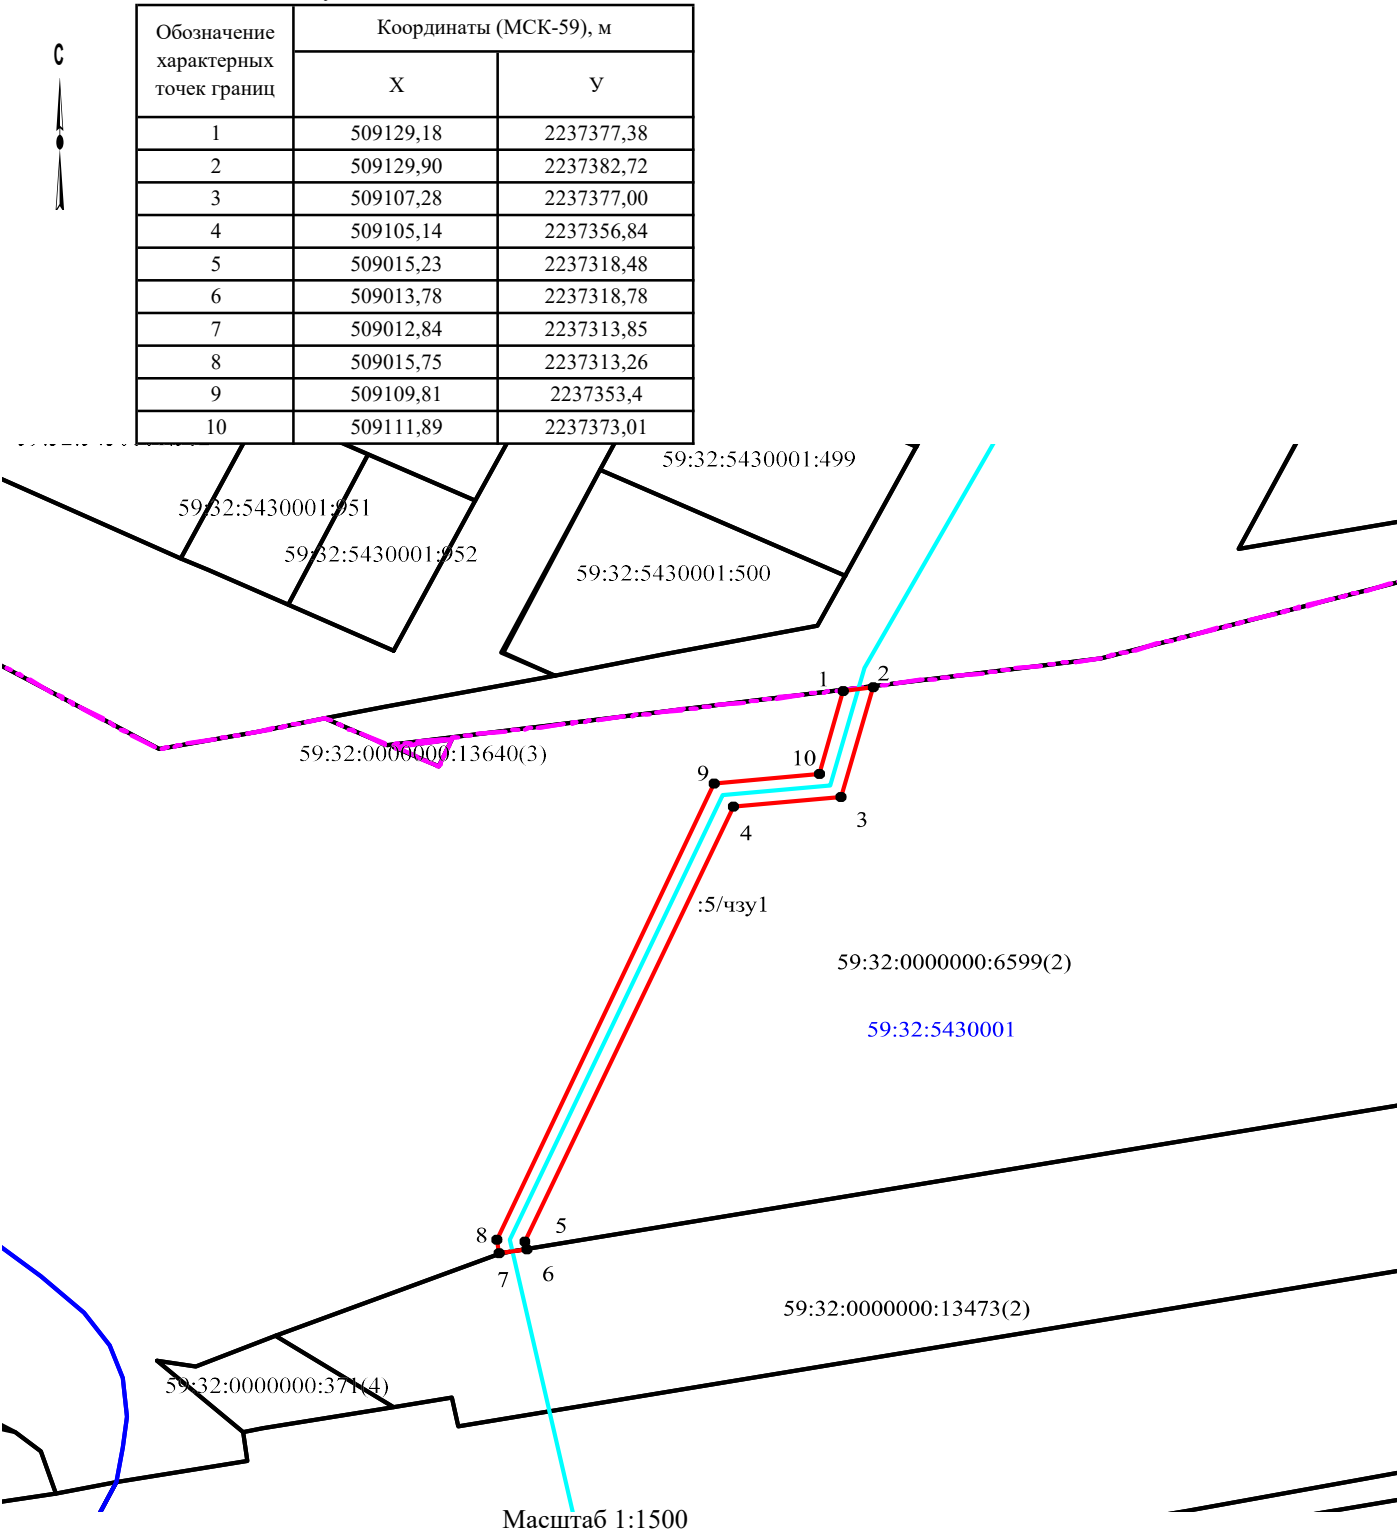 С
Обозначение характерных точек границ
Координаты (МСК-59), м
Х
У
1 509129,18 2237377,38
2 509129,90 2237382,72
3 509107,28 2237377,00
4 509105,14 2237356,84
5 509015,23 2237318,48
6 509013,78 2237318,78
7 509012,84 2237313,85
8 509015,75 2237313,26
9 509109,81 2237353,4
10 509111,89 2237373,01
59:32:5430001:499
59:32:5430001:951
59:32:5430001:952
59:32:5430001:500
1
2
59:32:0000000:13640(3)
10
9
3
4
:5/чзу1
59:32:0000000:6599(2)
59:32:5430001
8
5
7
6
59:32:0000000:13473(2)
59:32:0000000:371(4)
Масштаб 1:1500